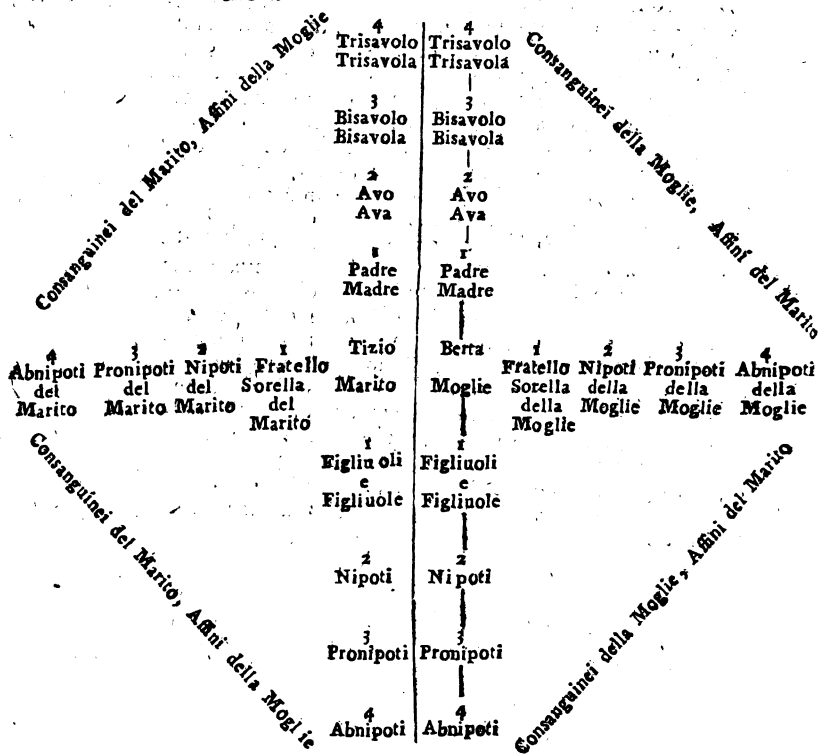 Consanguinei del Marito, Affini della Moglie
Consanguinei della Moglie, Affini del Marito
4 4
Trisavolo Trisavolo
Trisavola Trisavola
3 3
Bisavolo Bisavolo
Bisavola Bisavola
2 2
Avo Avo
Ava Ava
1 1
Padre Padre
Madre Madre
Tizio Berta
Marito Moglie
4 3 2 1
Abnipoti Pronipoti Nipoti Fratello
del del del Sorella
Marito Marito Marito del
Marito
1 2 3 4
Fratello Nipoti Pronipoti Abnipoti
Sorella della della della
della Moglie Moglie Moglie
Moglie
1 1
Figliuoli Figliuoli
e e
Figliuole Figliuole
2 2
Nipoti Nipoti
3 3
Pronipoti Pronipoti
4 4
Abnipoti Abnipoti
Consanguinei del Marito, Affini della Moglie
Consanguinei della Moglie, Affini del Marito